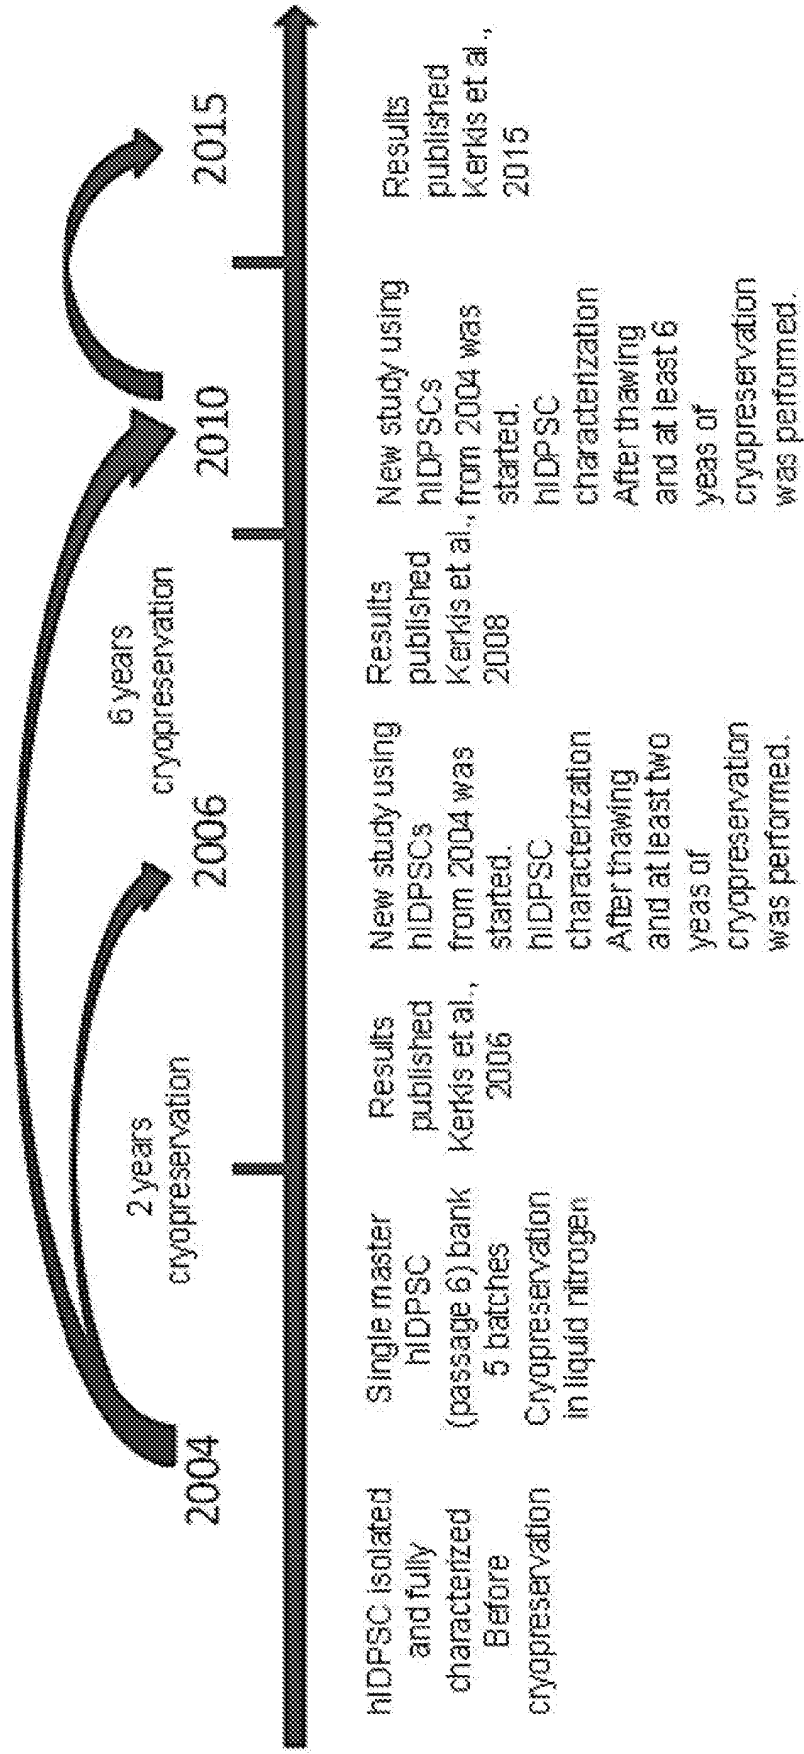 2004
2 years
cryopreservation
2006
6 years
cryopreservation
2010
2015
hIDPSC isolated
and fully
characterized
Before
cryopreservation
Single master
hIDPSC
(passage 6) bank
5 batches
Cryopreservation
in liquid nitrogen
Results
published
Kerkis et al.,
2006
New study using
hIDPSCs
from 2004 was
started.
hIDPSC
characterization
After thawing
and at least two
yeas of
cryopreservation
was performed.
Results
published
Kerkis et al.,
2008
New study using
hIDPSCs
from 2004 was
started.
hIDPSC
characterization
After thawing
and at least 6
yeas of
cryopreservation
was performed.
Results
published
Kerkis et al.,
2015